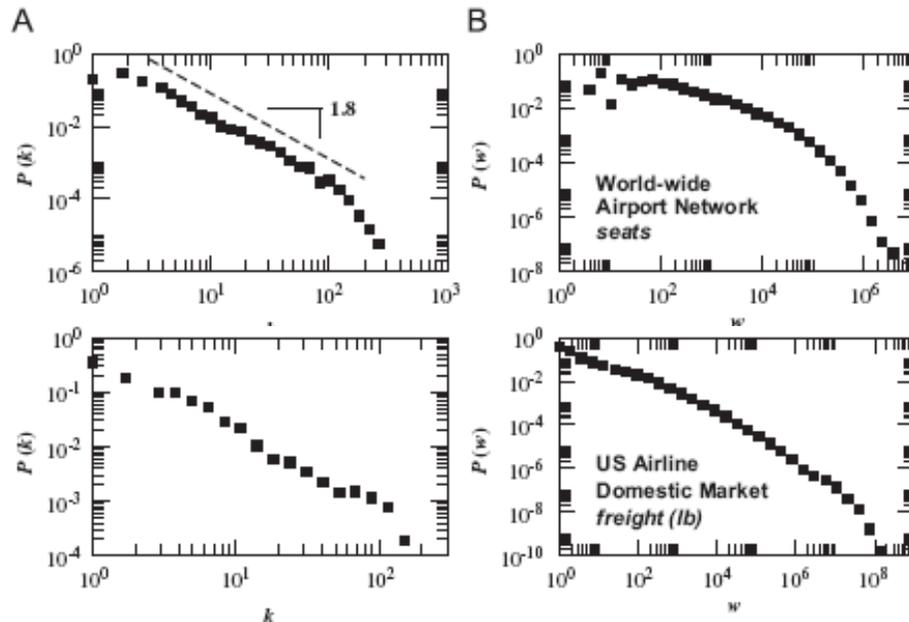 A
B
10^0
10^-2
10^-4
10^-6
P (k)
1.8
10^0
10^1
10^2
10^3
10^0
10^-2
10^-4
10^-6
10^-8
P (w)
World-wide
Airport Network
seats
10^0
10^2
10^4
10^6
w
10^0
10^-1
10^-2
10^-3
10^-4
P (k)
10^0
10^1
10^2
k
10^0
10^-2
10^-4
10^-6
10^-8
10^-10
P (w)
US Airline
Domestic Market
freight (lb)
10^0
10^2
10^4
10^6
10^8
w